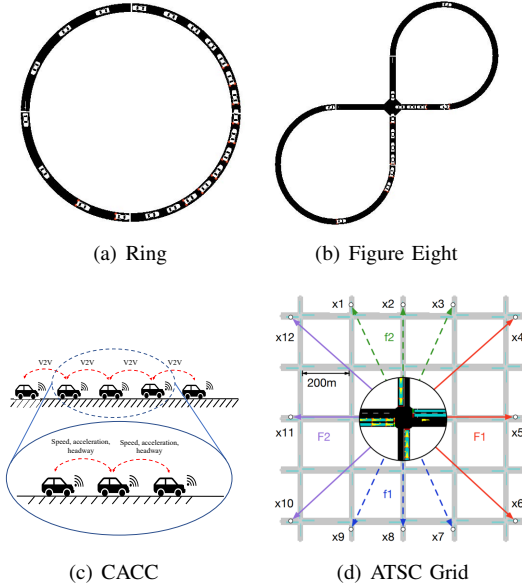 (a) Ring
(b) Figure Eight
V2V V2V V2V V2V
Speed, acceleration, headway
Speed, acceleration, headway
(c) CACC
x1 x2 x3
x12 f2 x4
200m
x11 F2 F1 x5
x10 f1 x6
x9 x8 x7
(d) ATSC Grid